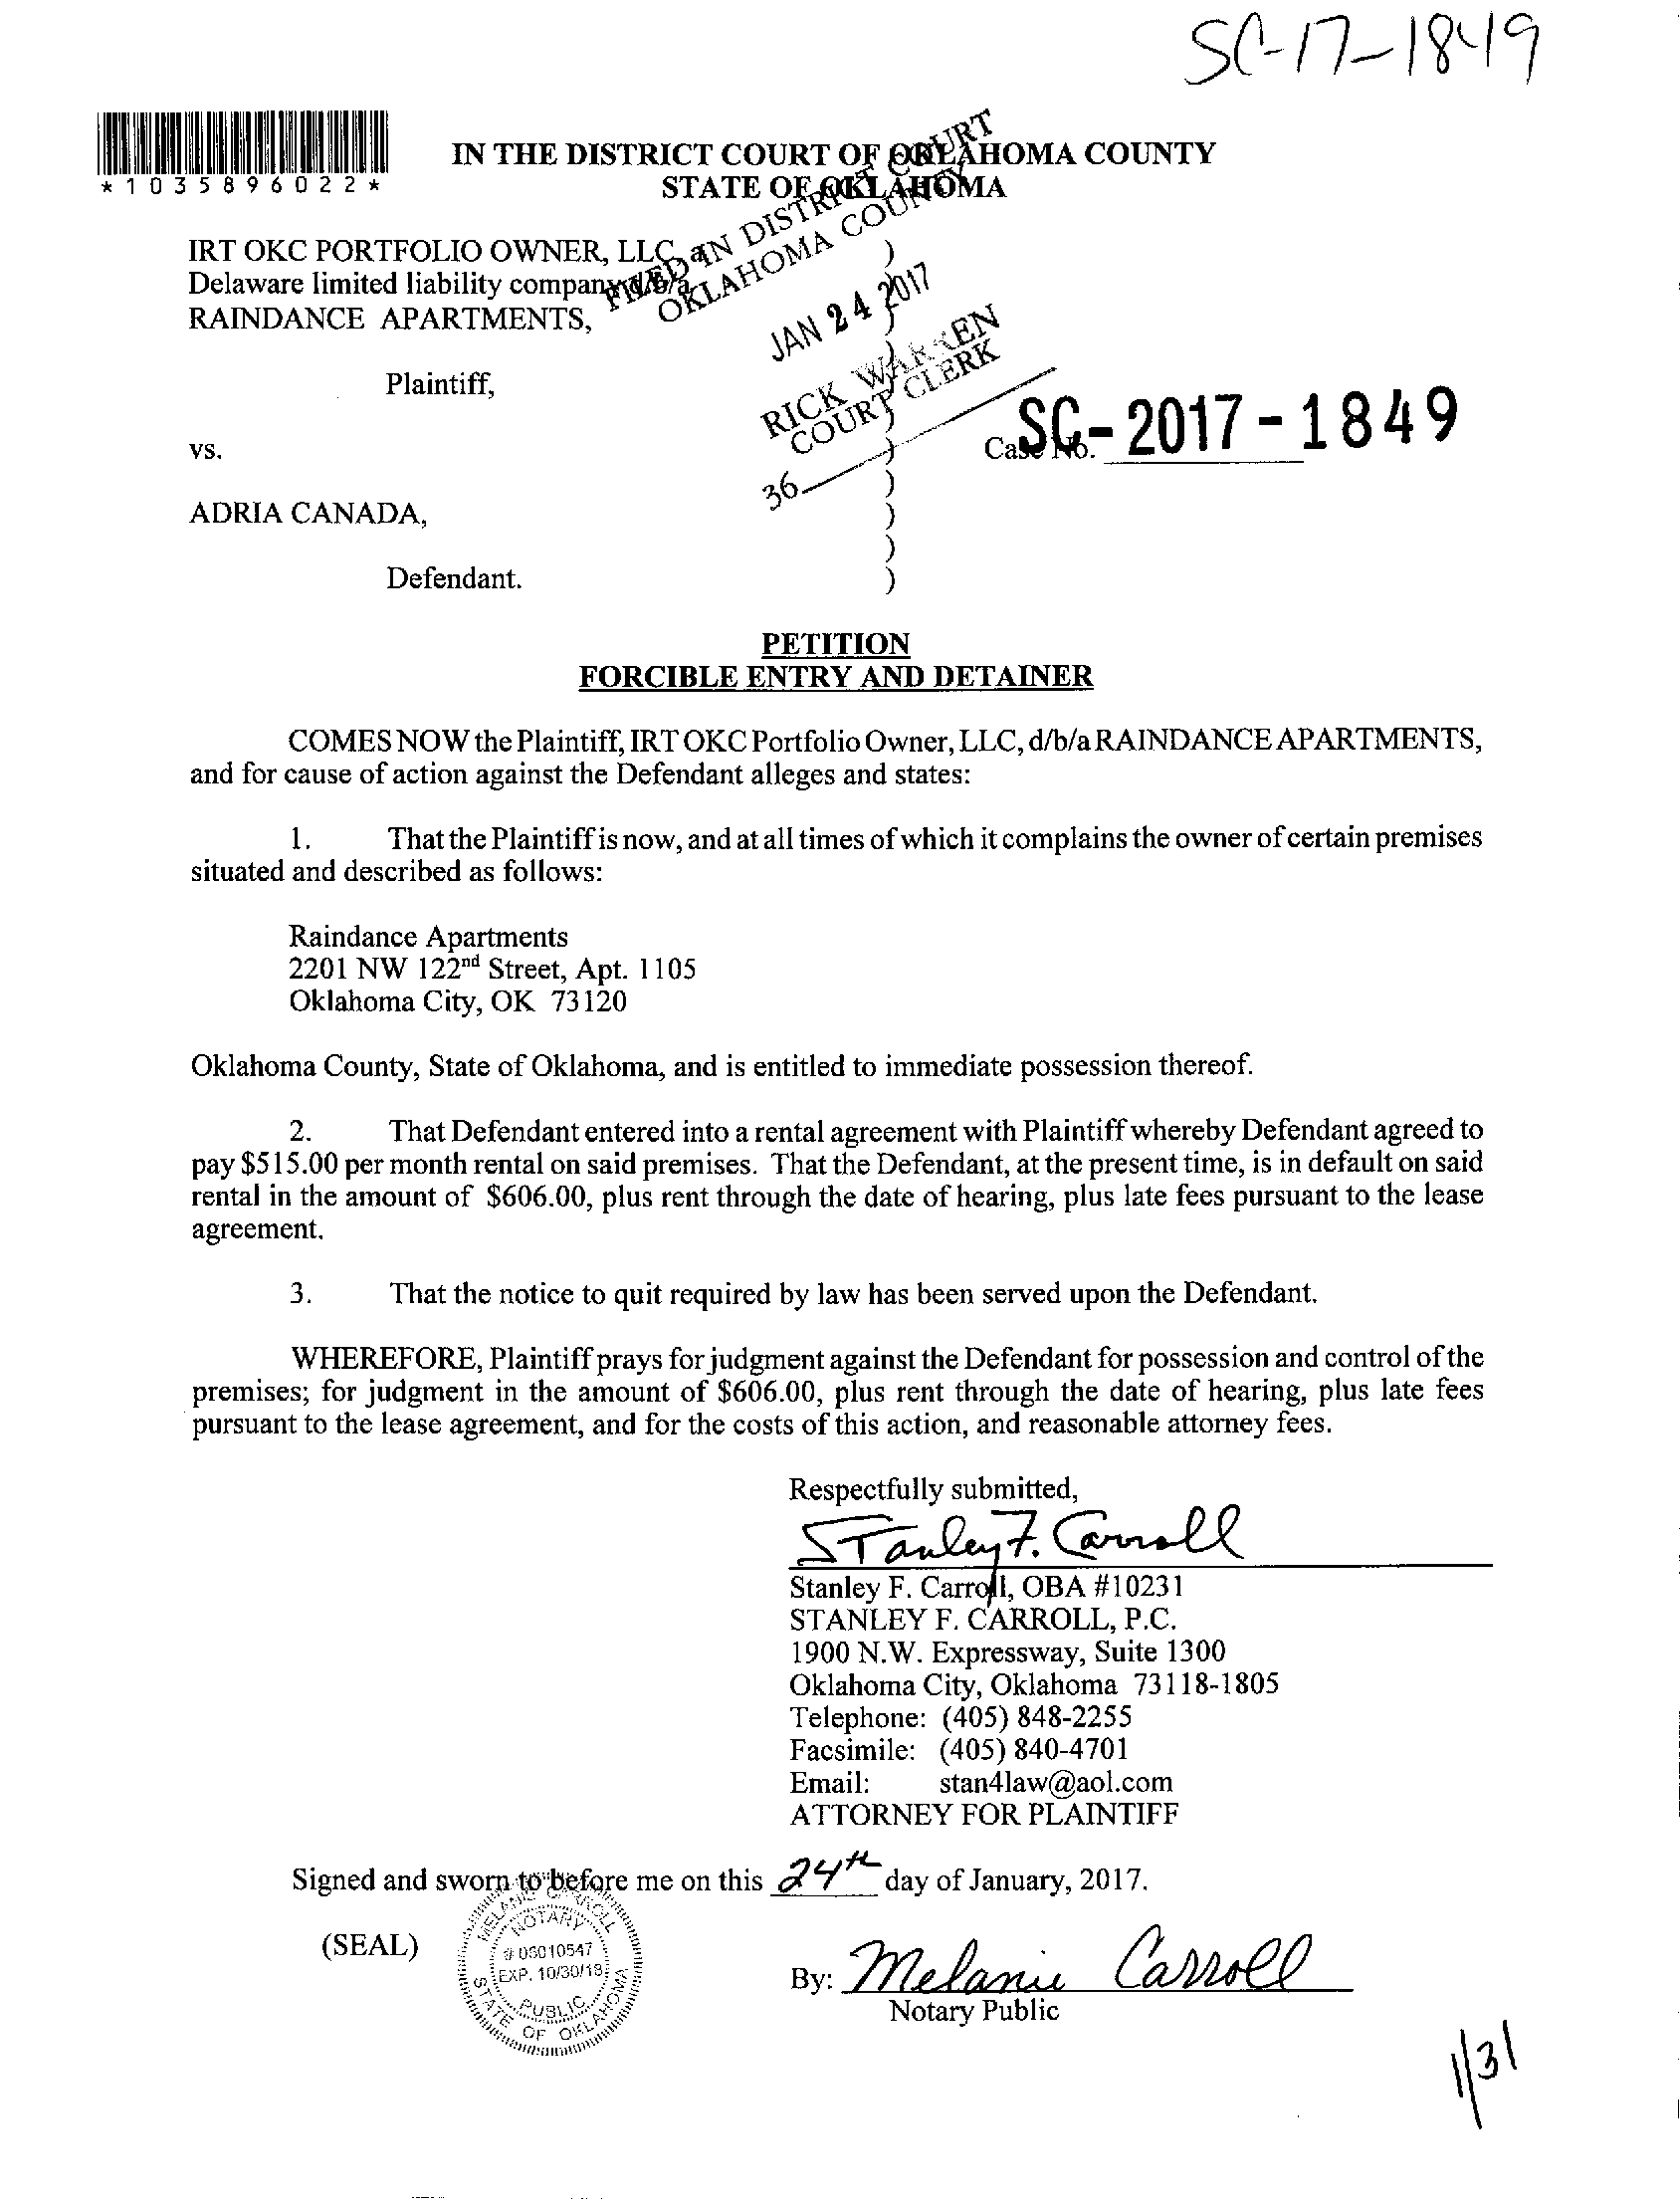 SC-17-1849
*1035896022*
IN THE DISTRICT COURT OF OKLAHOMA COUNTY
STATE OF OKLAHOMA
FILED IN DISTRICT COURT
OKLAHOMA COUNTY
JAN 24 2017
RICK WARREN
COURT CLERK
36
IRT OKC PORTFOLIO OWNER, LLC, a )
Delaware limited liability company d/b/a )
RAINDANCE APARTMENTS, )
)
Plaintiff, )
)
vs. ) Case No. SC-2017-1849
)
ADRIA CANADA, )
)
Defendant. )
PETITION
FORCIBLE ENTRY AND DETAINER
COMES NOW the Plaintiff, IRT OKC Portfolio Owner, LLC, d/b/a RAINDANCE APARTMENTS,
and for cause of action against the Defendant alleges and states:
1. That the Plaintiff is now, and at all times of which it complains the owner of certain premises
situated and described as follows:
Raindance Apartments
2201 NW 122nd Street, Apt. 1105
Oklahoma City, OK 73120
Oklahoma County, State of Oklahoma, and is entitled to immediate possession thereof.
2. That Defendant entered into a rental agreement with Plaintiff whereby Defendant agreed to
pay $515.00 per month rental on said premises. That the Defendant, at the present time, is in default on said
rental in the amount of $606.00, plus rent through the date of hearing, plus late fees pursuant to the lease
agreement.
3. That the notice to quit required by law has been served upon the Defendant.
WHEREFORE, Plaintiff prays for judgment against the Defendant for possession and control of the
premises; for judgment in the amount of $606.00, plus rent through the date of hearing, plus late fees
pursuant to the lease agreement, and for the costs of this action, and reasonable attorney fees.
Respectfully submitted,
Stanley F. Carroll
Stanley F. Carroll, OBA #10231
STANLEY F. CARROLL, P.C.
1900 N.W. Expressway, Suite 1300
Oklahoma City, Oklahoma 73118-1805
Telephone: (405) 848-2255
Facsimile: (405) 840-4701
Email: stan4law@aol.com
ATTORNEY FOR PLAINTIFF
Signed and sworn to before me on this 24th day of January, 2017.
(SEAL)
MELANIE CARROLL
NOTARY
# 06010547
EXP. 10/30/18
PUBLIC
STATE OF OKLAHOMA
By: Melanie Carroll
Notary Public
1/31